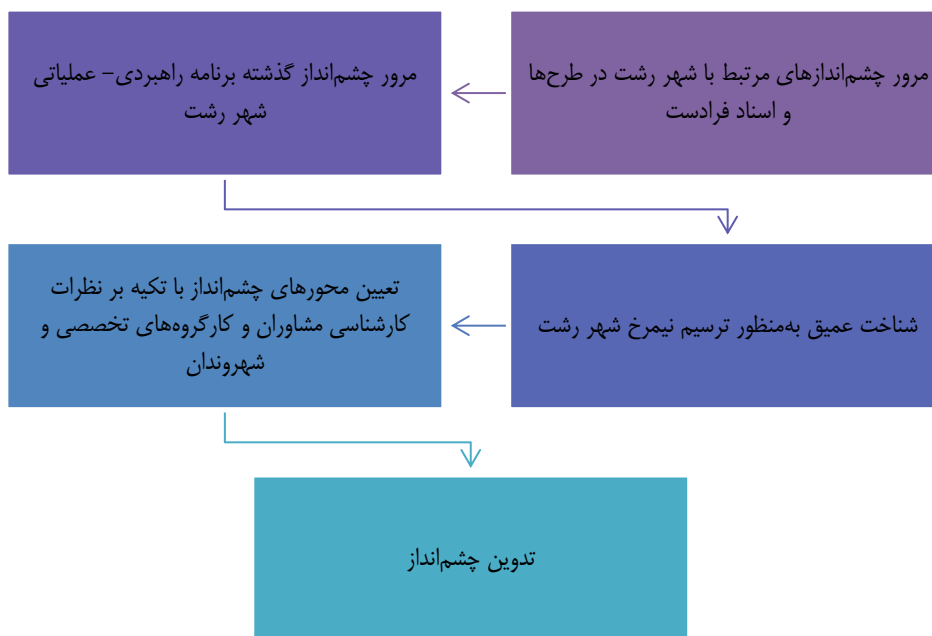 مرور چشم‌اندازهای مرتبط با شهر رشت در طرح‌ها
و اسناد فرادست
مرور چشم‌انداز گذشته برنامه راهبردی- عملیاتی
شهر رشت
شناخت عمیق به‌منظور ترسیم نیمرخ شهر رشت
تعیین محورهای چشم‌انداز با تکیه بر نظرات
کارشناسی مشاوران و کارگروه‌های تخصصی و
شهروندان
تدوین چشم‌انداز